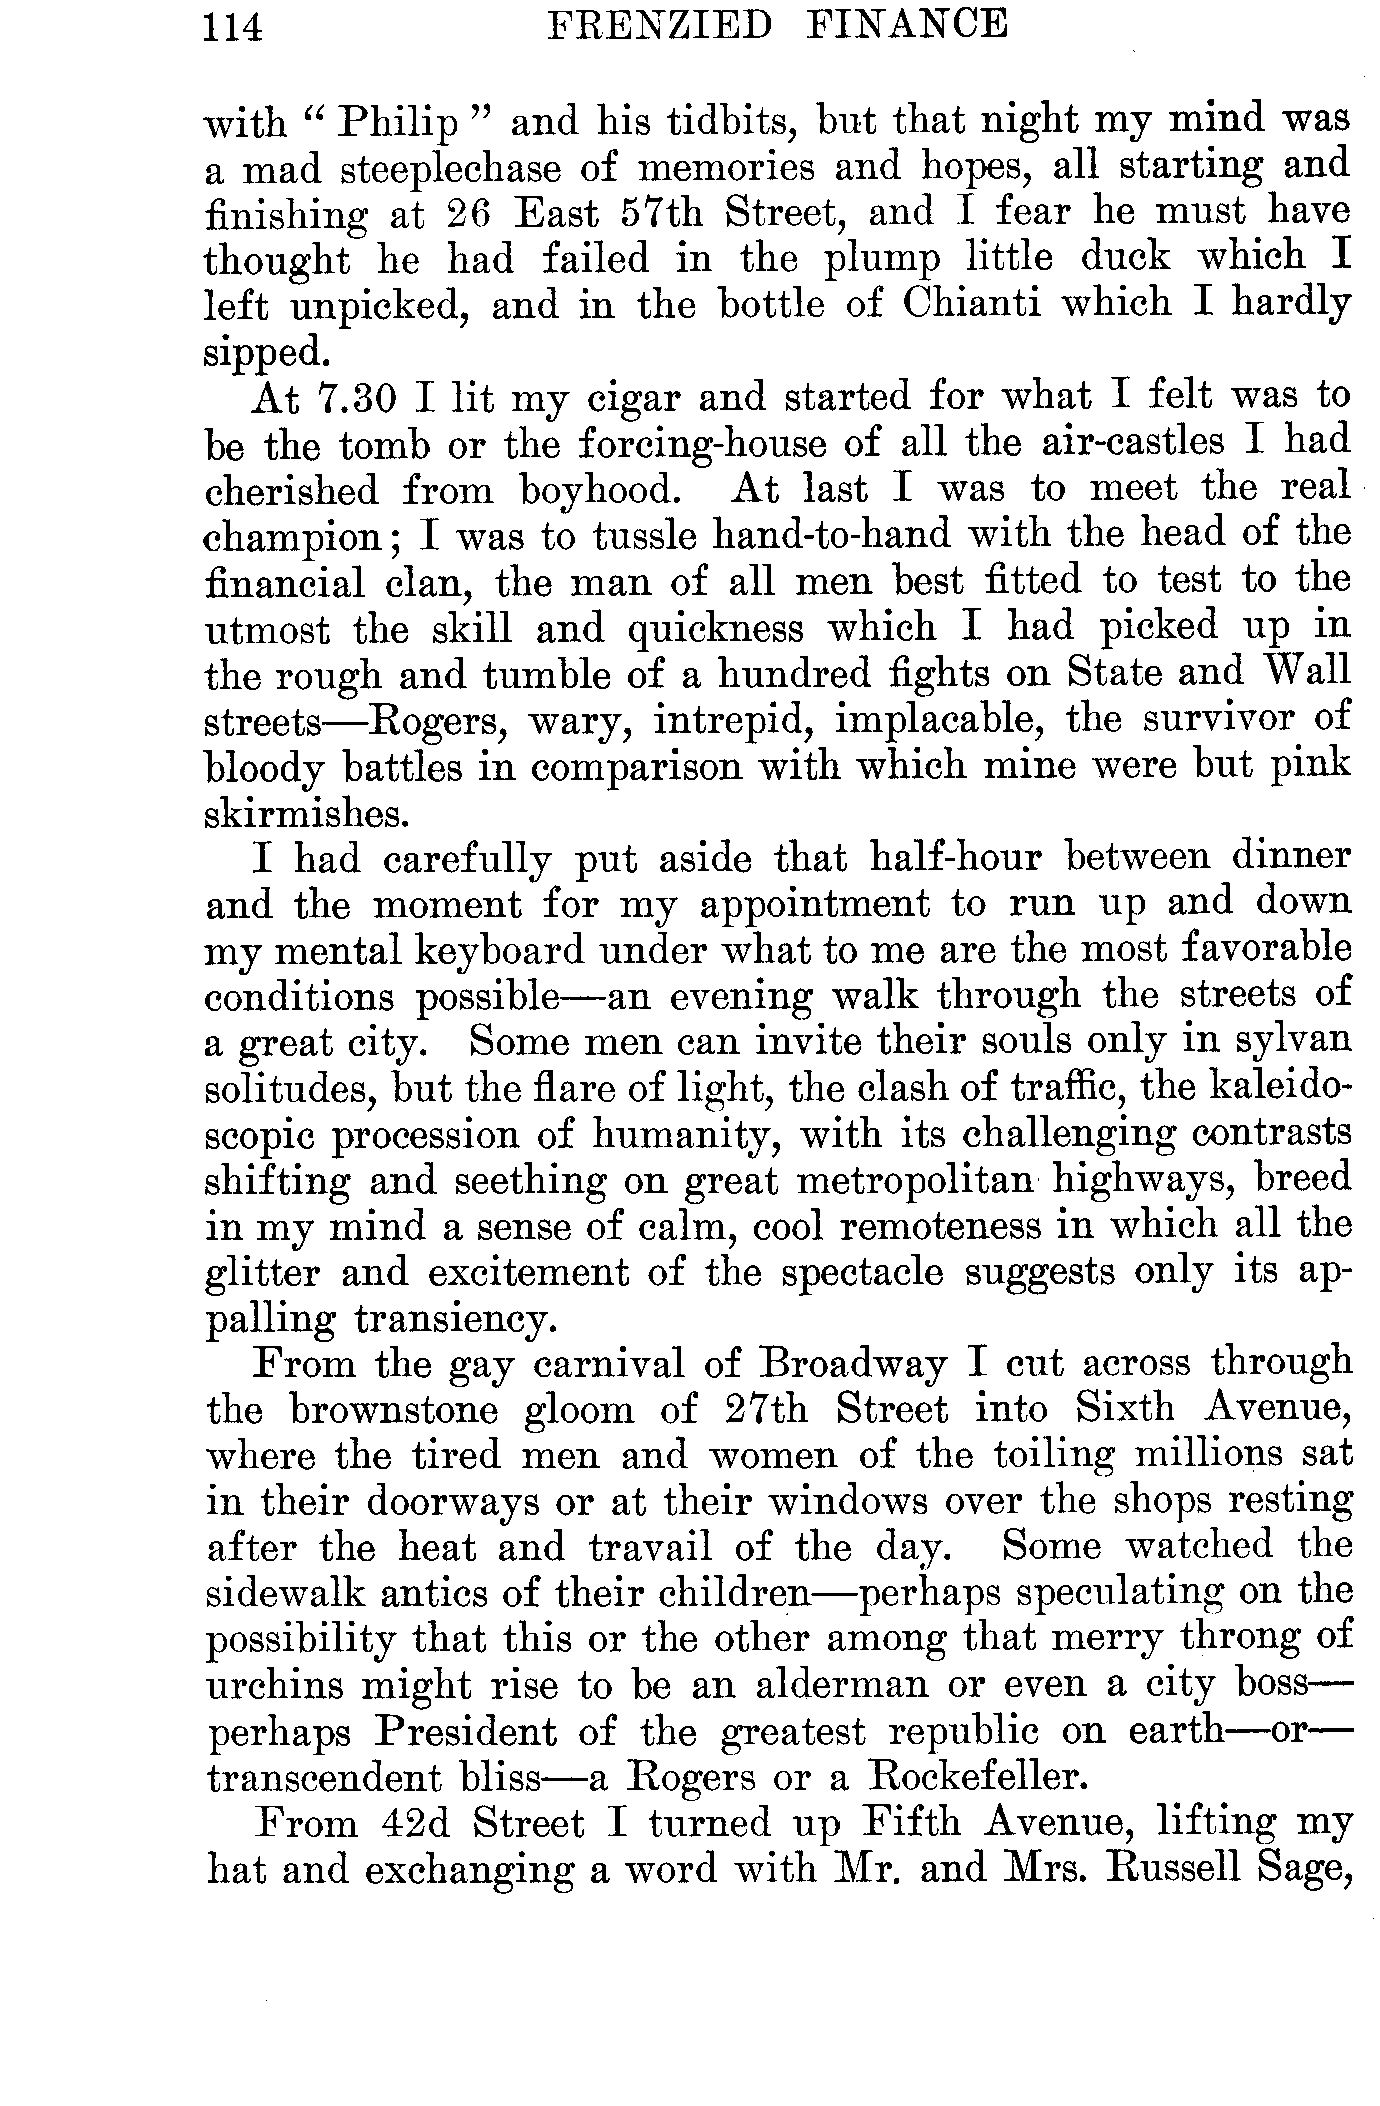 114 FRENZIED FINANCE
with “ Philip ” and his tidbits, but that night my mind was
a mad steeplechase of memories and hopes, all starting and
finishing at 26 East 57th Street, and I fear he must have
thought he had failed in the plump little duck which I
left unpicked, and in the bottle of Chianti which I hardly
sipped.
At 7.30 I lit my cigar and started for what I felt was to
be the tomb or the forcing-house of all the air-castles I had
cherished from boyhood. At last I was to meet the real
champion; I was to tussle hand-to-hand with the head of the
financial clan, the man of all men best fitted to test to the
utmost the skill and quickness which I had picked up in
the rough and tumble of a hundred fights on State and Wall
streets—Rogers, wary, intrepid, implacable, the survivor of
bloody battles in comparison with which mine were but pink
skirmishes.
I had carefully put aside that half-hour between dinner
and the moment for my appointment to run up and down
my mental keyboard under what to me are the most favorable
conditions possible—an evening walk through the streets of
a great city. Some men can invite their souls only in sylvan
solitudes, but the flare of light, the clash of traffic, the kaleido-
scopic procession of humanity, with its challenging contrasts
shifting and seething on great metropolitan highways, breed
in my mind a sense of calm, cool remoteness in which all the
glitter and excitement of the spectacle suggests only its ap-
palling transiency.
From the gay carnival of Broadway I cut across through
the brownstone gloom of 27th Street into Sixth Avenue,
where the tired men and women of the toiling millions sat
in their doorways or at their windows over the shops resting
after the heat and travail of the day. Some watched the
sidewalk antics of their children—perhaps speculating on the
possibility that this or the other among that merry throng of
urchins might rise to be an alderman or even a city boss—
perhaps President of the greatest republic on earth—or—
transcendent bliss—a Rogers or a Rockefeller.
From 42d Street I turned up Fifth Avenue, lifting my
hat and exchanging a word with Mr. and Mrs. Russell Sage,